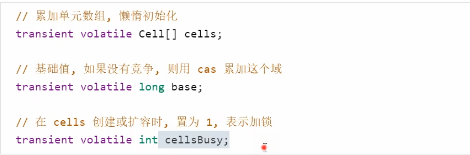 // 累加单元数组, 懒惰初始化
transient volatile Cell[] cells;
// 基础值, 如果没有竞争, 则用 cas 累加这个域
transient volatile long base;
// 在 cells 创建或扩容时, 置为 1, 表示加锁
transient volatile int cellsBusy;